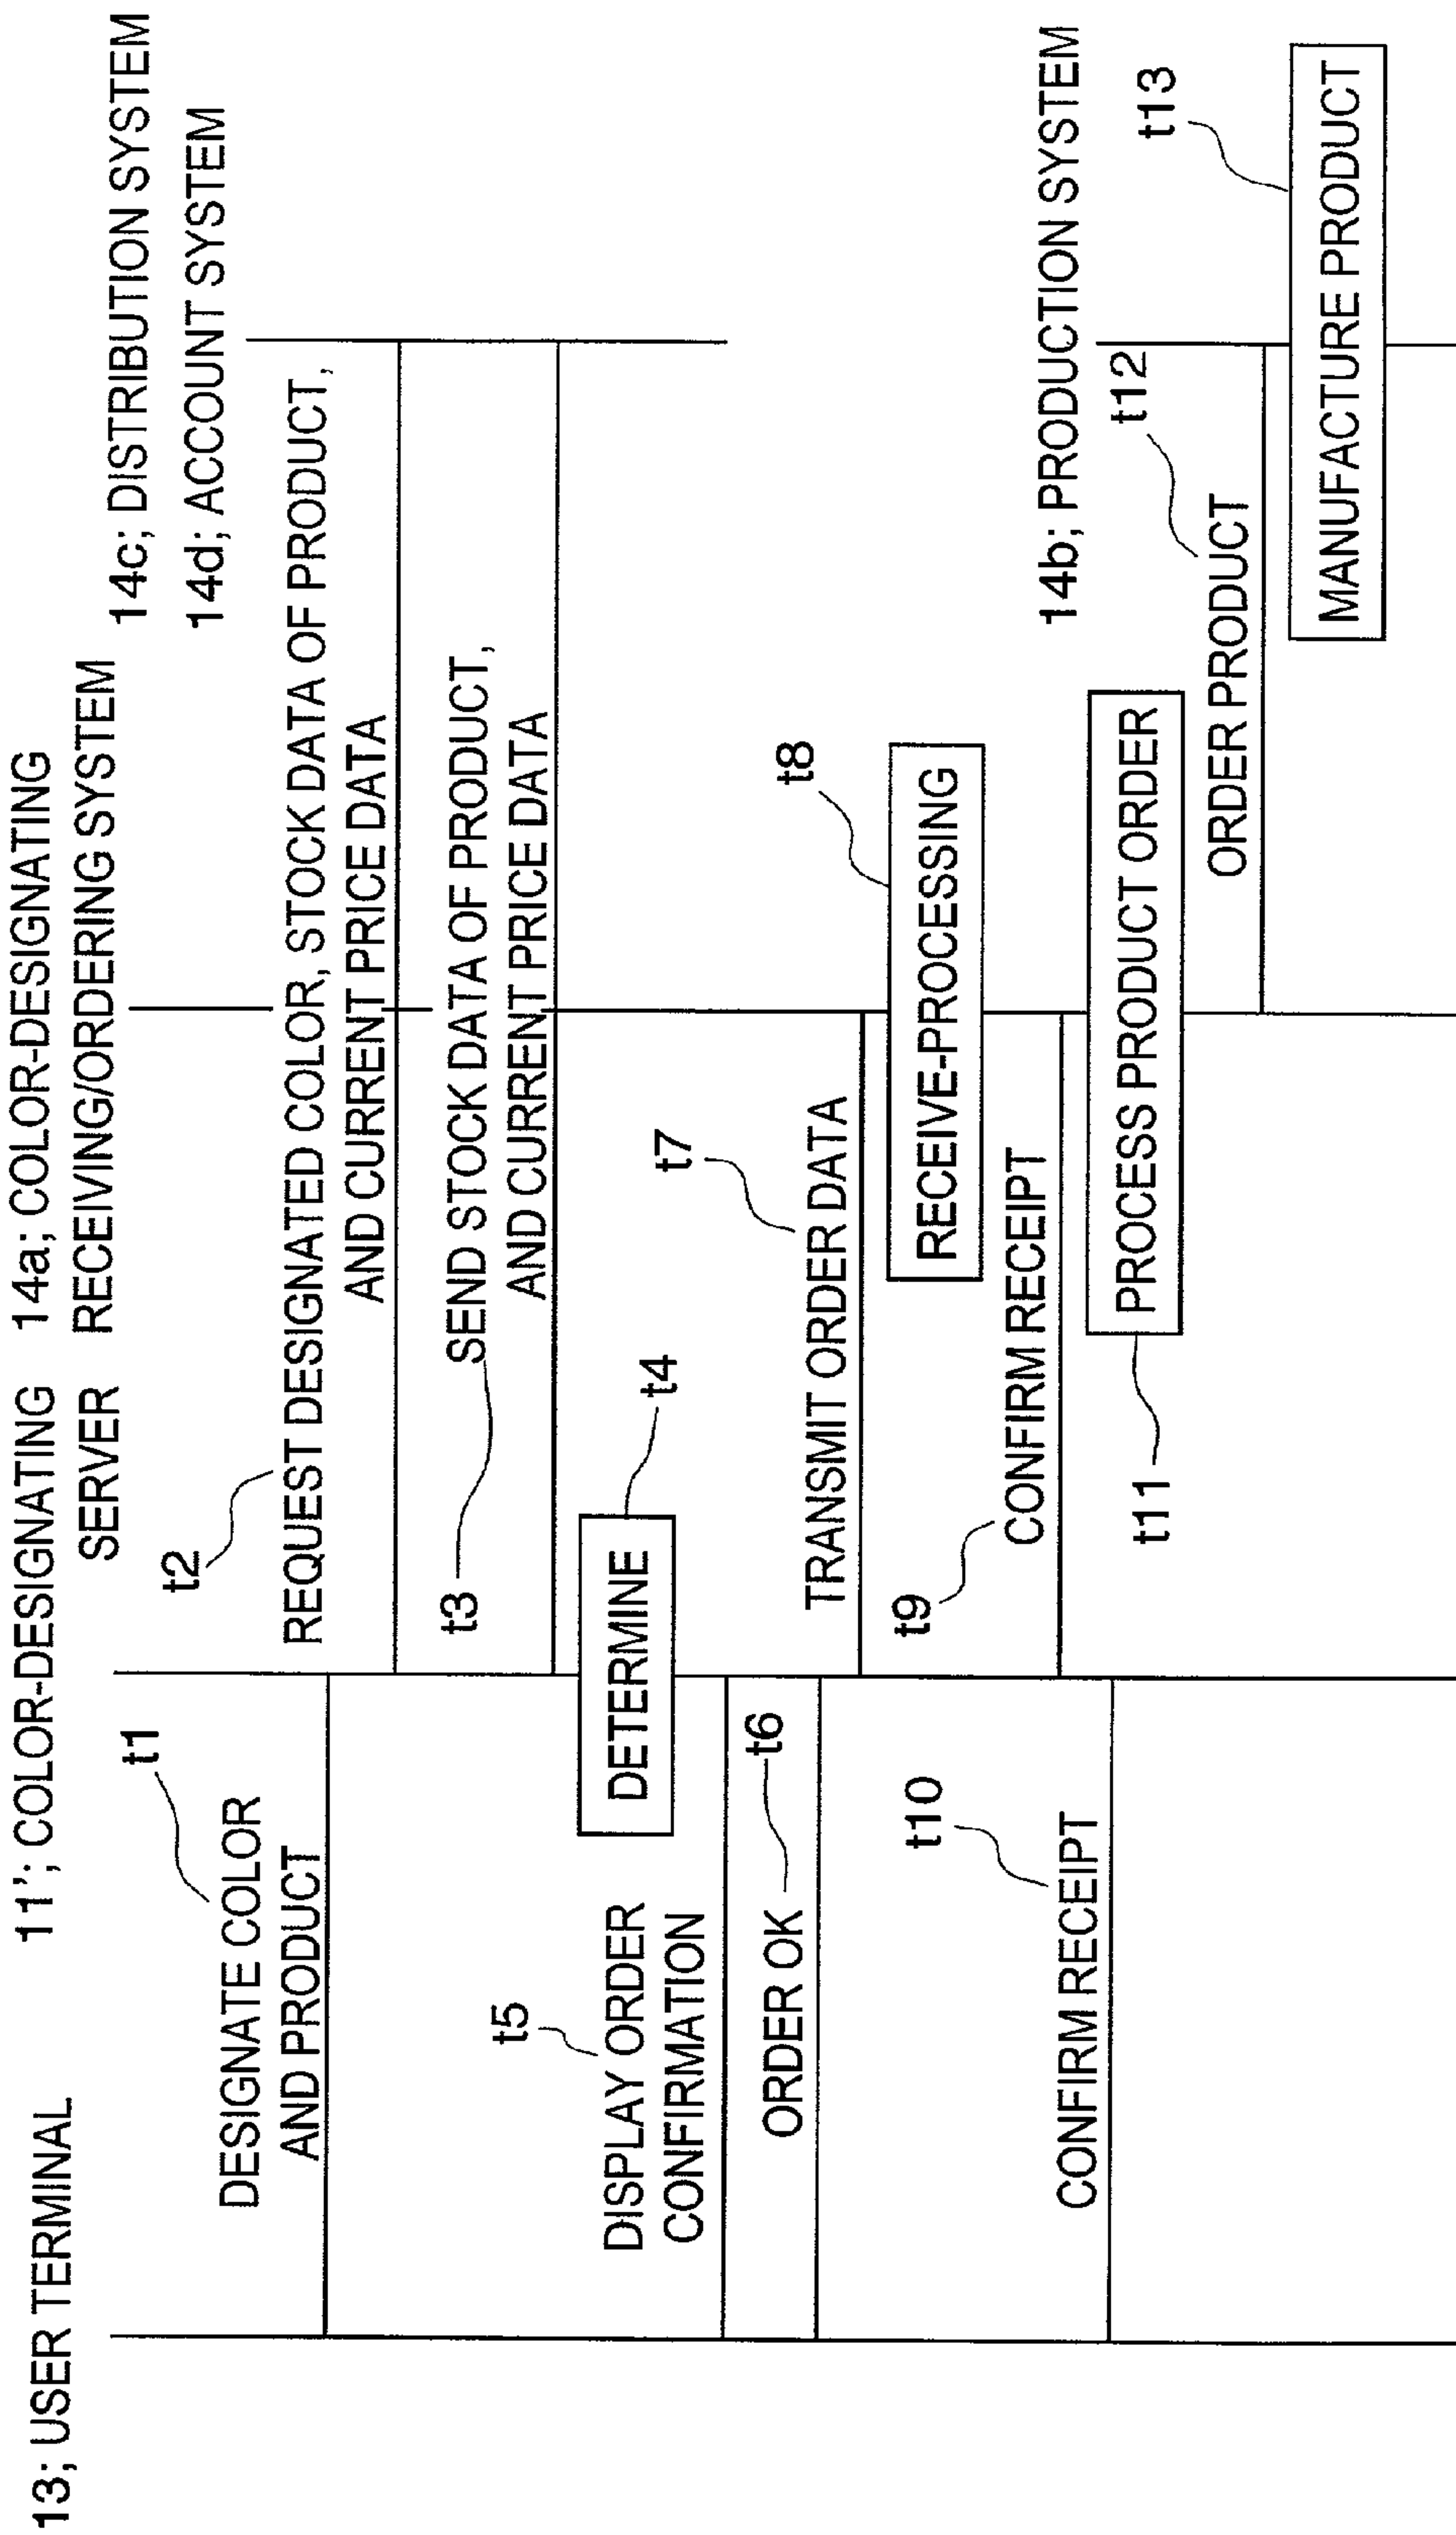 13; USER TERMINAL
11'; COLOR-DESIGNATING
SERVER
14a; COLOR-DESIGNATING
RECEIVING/ORDERING SYSTEM
14c; DISTRIBUTION SYSTEM
14d; ACCOUNT SYSTEM
t1
DESIGNATE COLOR
AND PRODUCT
t2
REQUEST DESIGNATED COLOR, STOCK DATA OF PRODUCT,
AND CURRENT PRICE DATA
t3
SEND STOCK DATA OF PRODUCT,
AND CURRENT PRICE DATA
t4
DETERMINE
t5
DISPLAY ORDER
CONFIRMATION
t6
ORDER OK
t7
TRANSMIT ORDER DATA
t8
RECEIVE-PROCESSING
t9
CONFIRM RECEIPT
t10
CONFIRM RECEIPT
t11
PROCESS PRODUCT ORDER
14b; PRODUCTION SYSTEM
t12
ORDER PRODUCT
t13
MANUFACTURE PRODUCT